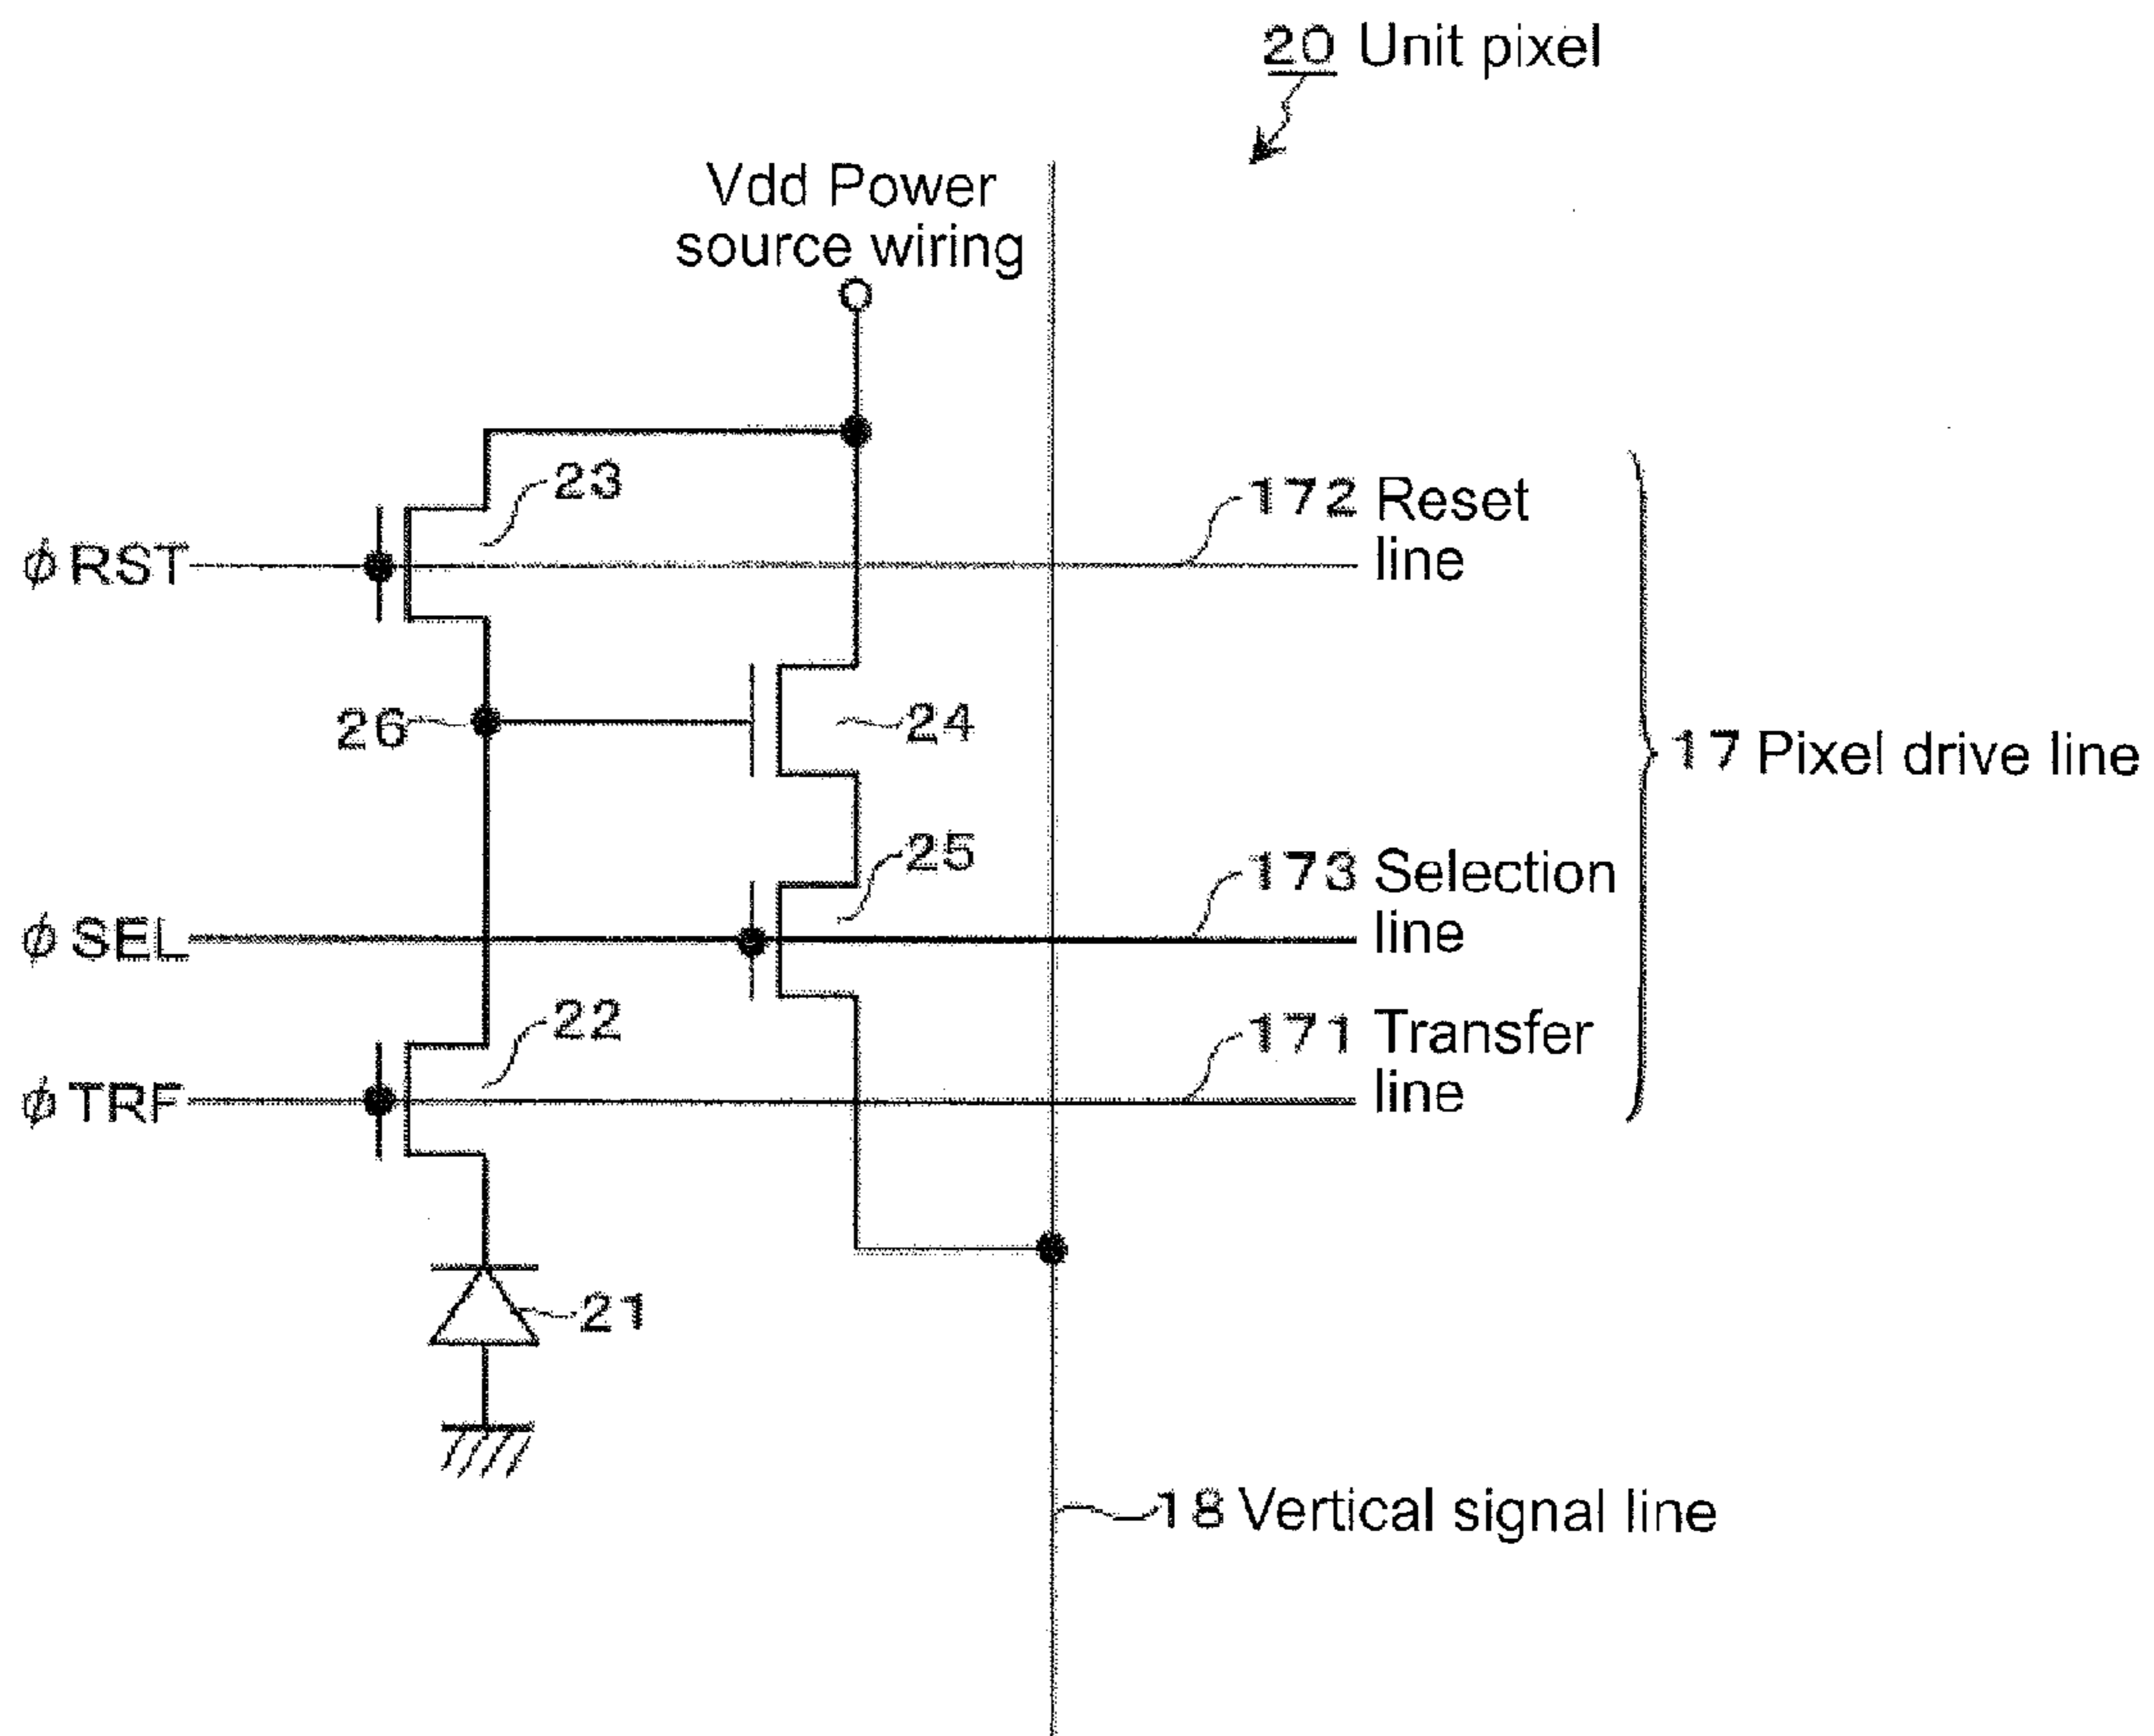 20 Unit pixel
Vdd Power
source wiring
23
172 Reset
line
ϕ RST
26
24
17 Pixel drive line
25
173 Selection
line
ϕ SEL
22
171 Transfer
line
ϕ TRF
21
18 Vertical signal line